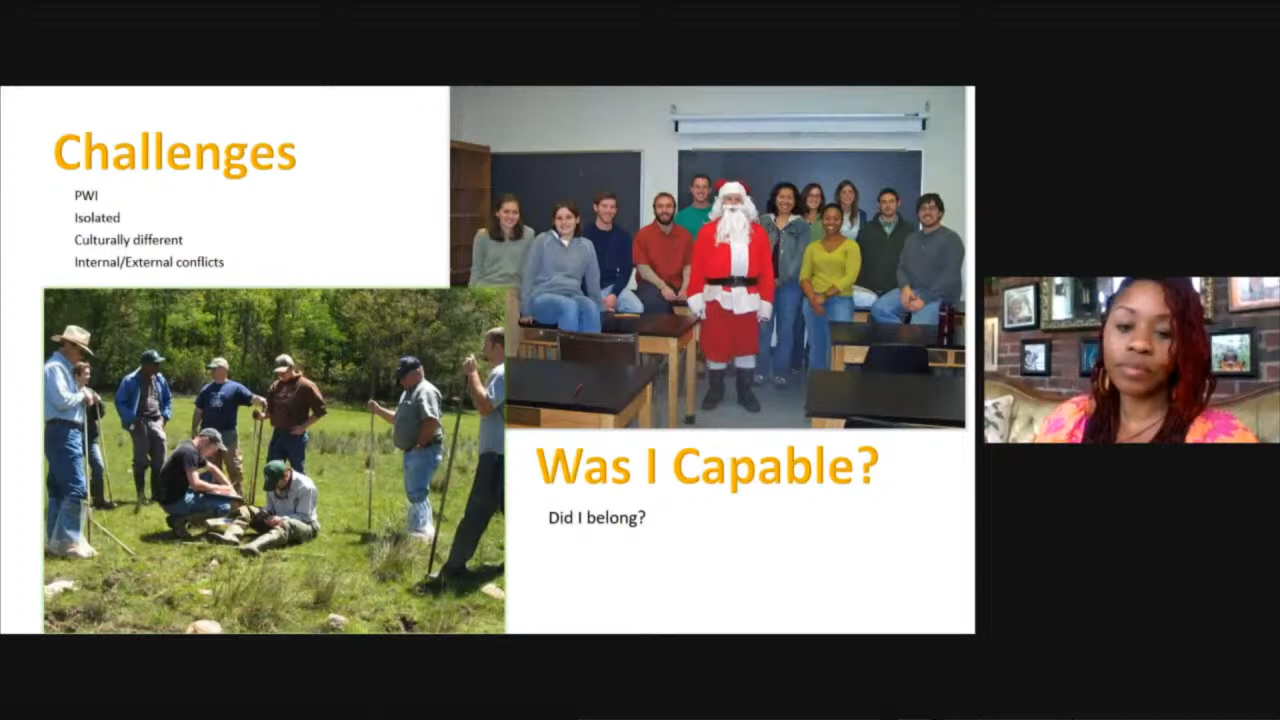 Challenges
PWI
Isolated
Culturally different
Internal/External conflicts
Was I Capable?
Did I belong?